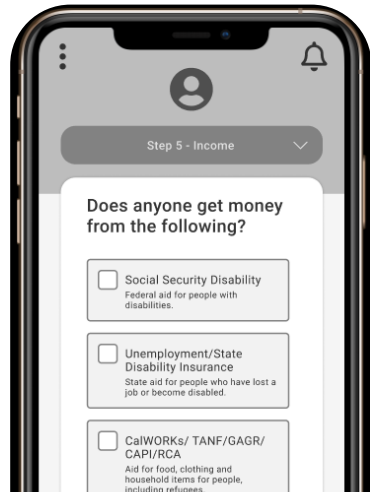 Step 5 - Income
Does anyone get money
from the following?
Social Security Disability
Federal aid for people with
disabilities.
Unemployment/State
Disability Insurance
State aid for people who have lost a
job or become disabled.
CalWORKs/ TANF/GAGR/
CAPI/RCA
Aid for food, clothing and
household items for people,
including refugees.